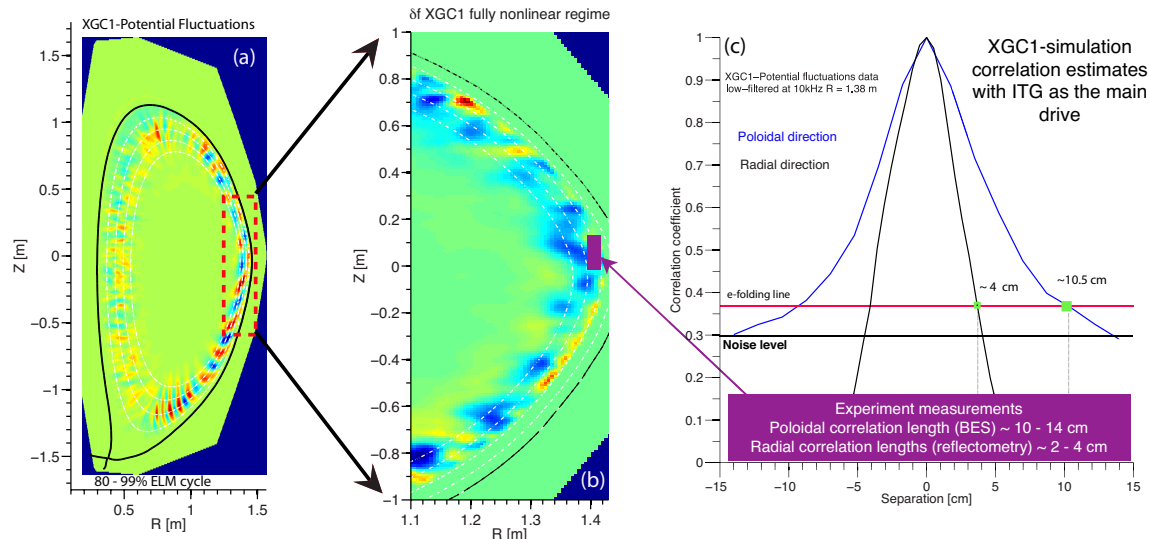 XGC1-Potential Fluctuations
(a)
Z [m]
1.5
1
0.5
0
−0.5
−1
−1.5
80 - 99% ELM cycle
0.5
1
1.5
R [m]
δf XGC1 fully nonlinear regime
Z [m]
1
0.8
0.6
0.4
0.2
0
−0.2
−0.4
−0.6
−0.8
−1
(b)
1.1
1.2
1.3
1.4
R [m]
(c)
XGC1-simulation
correlation estimates
with ITG as the main
drive
XGC1−Potential fluctuations data
low−filtered at 10kHz R = 1.38 m
Poloidal direction
Radial direction
Correlation coefficient
1
0.9
0.8
0.7
0.6
0.5
0.4
0.3
0.2
0.1
0
~ 4 cm
~10.5 cm
e-folding line
Noise level
Experiment measurements
Poloidal correlation length (BES) ~ 10 - 14 cm
Radial correlation lengths (reflectometry) ~ 2 - 4 cm
−15
−10
−5
0
5
10
15
Separation [cm]